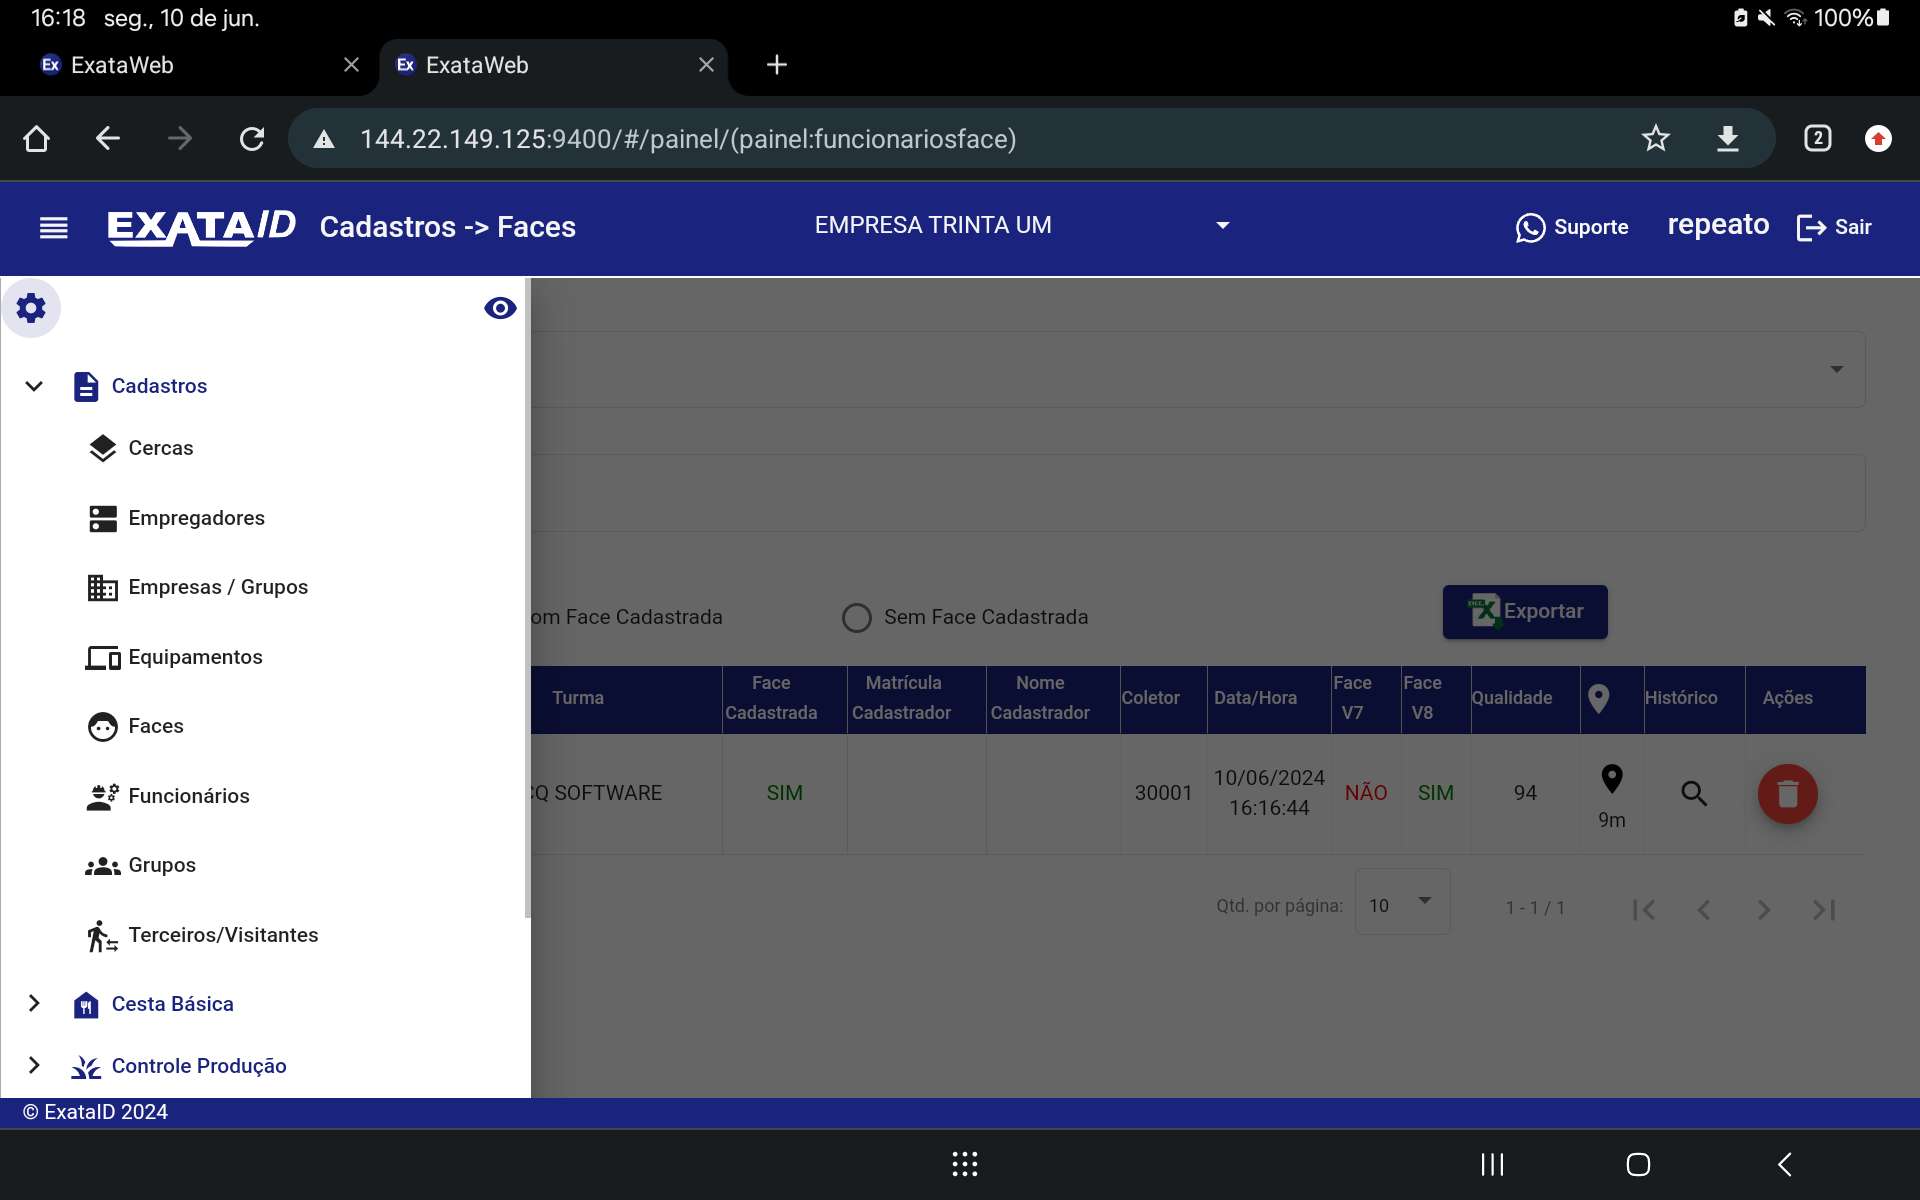 16:18 seg., 10 de jun.
100%
Ex ExataWeb
Ex ExataWeb
144.22.149.125:9400/#/painel/(painel:funcionariosface)
2
EXATAID Cadastros -> Faces
EMPRESA TRINTA UM
Suporte
repeato
Sair
Cadastros
Cercas
Empregadores
Empresas / Grupos
Equipamentos
Faces
Funcionários
Grupos
Terceiros/Visitantes
Cesta Básica
Controle Produção
om Face Cadastrada
Sem Face Cadastrada
Exportar
Turma
Face Cadastrada
Matrícula Cadastrador
Nome Cadastrador
Coletor
Data/Hora
Face V7
Face V8
Qualidade
Histórico
Ações
Q SOFTWARE
SIM
30001
10/06/2024 16:16:44
NÃO
SIM
94
9m
Qtd. por página:
10
1 - 1 / 1
© ExataID 2024